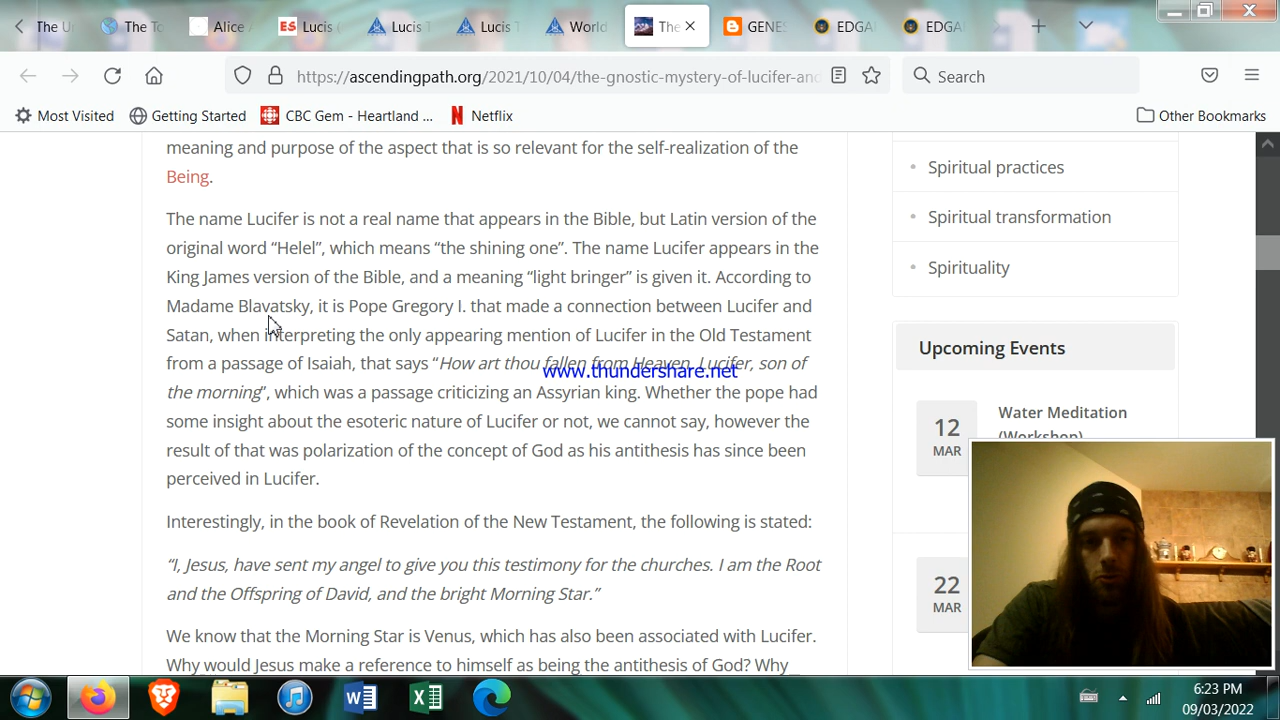 The U
The To
Alice
ES Lucis
Lucis T
Lucis T
World
The
GENES
EDGA
EDGA
https://ascendingpath.org/2021/10/04/the-gnostic-mystery-of-lucifer-and
Search
Most Visited
Getting Started
CBC Gem - Heartland ...
Netflix
Other Bookmarks
meaning and purpose of the aspect that is so relevant for the self-realization of the
Being.
The name Lucifer is not a real name that appears in the Bible, but Latin version of the
original word “Helel”, which means “the shining one”. The name Lucifer appears in the
King James version of the Bible, and a meaning “light bringer” is given it. According to
Madame Blavatsky, it is Pope Gregory I. that made a connection between Lucifer and
Satan, when interpreting the only appearing mention of Lucifer in the Old Testament
from a passage of Isaiah, that says “How art thou fallen from Heaven, Lucifer, son of
www.thundershare.net
the morning”, which was a passage criticizing an Assyrian king. Whether the pope had
some insight about the esoteric nature of Lucifer or not, we cannot say, however the
result of that was polarization of the concept of God as his antithesis has since been
perceived in Lucifer.
Interestingly, in the book of Revelation of the New Testament, the following is stated:
“I, Jesus, have sent my angel to give you this testimony for the churches. I am the Root
and the Offspring of David, and the bright Morning Star.”
We know that the Morning Star is Venus, which has also been associated with Lucifer.
Why would Jesus make a reference to himself as being the antithesis of God? Why
Spiritual practices
Spiritual transformation
Spirituality
Upcoming Events
12
MAR
Water Meditation
(Workshop)
22
MAR
6:23 PM
09/03/2022